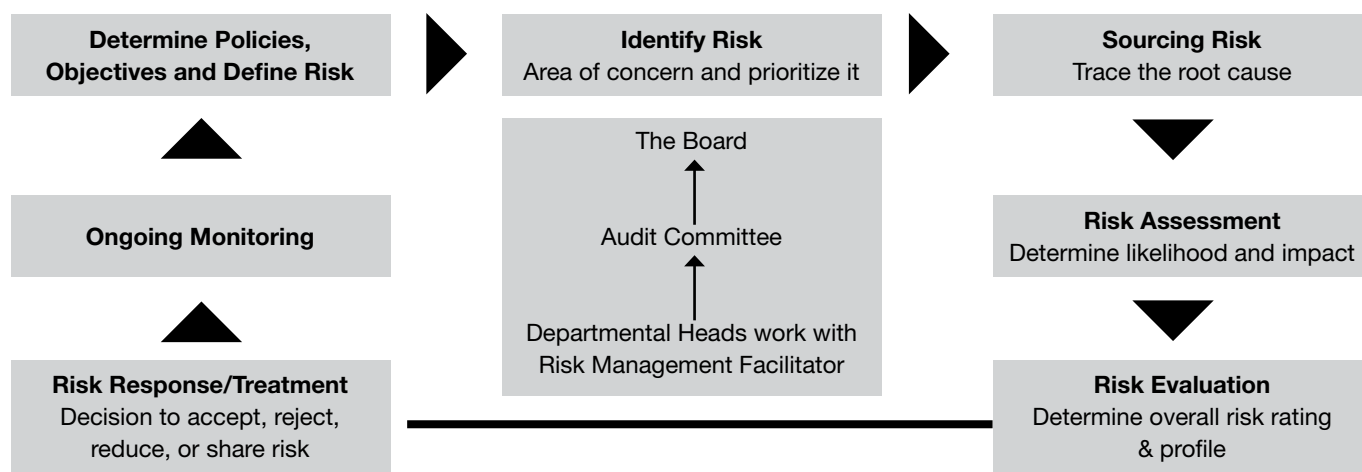 Determine Policies,
Objectives and Define Risk
Identify Risk
Area of concern and prioritize it
Sourcing Risk
Trace the root cause
The Board
Audit Committee
Departmental Heads work with
Risk Management Facilitator
Ongoing Monitoring
Risk Assessment
Determine likelihood and impact
Risk Response/Treatment
Decision to accept, reject,
reduce, or share risk
Risk Evaluation
Determine overall risk rating
& profile